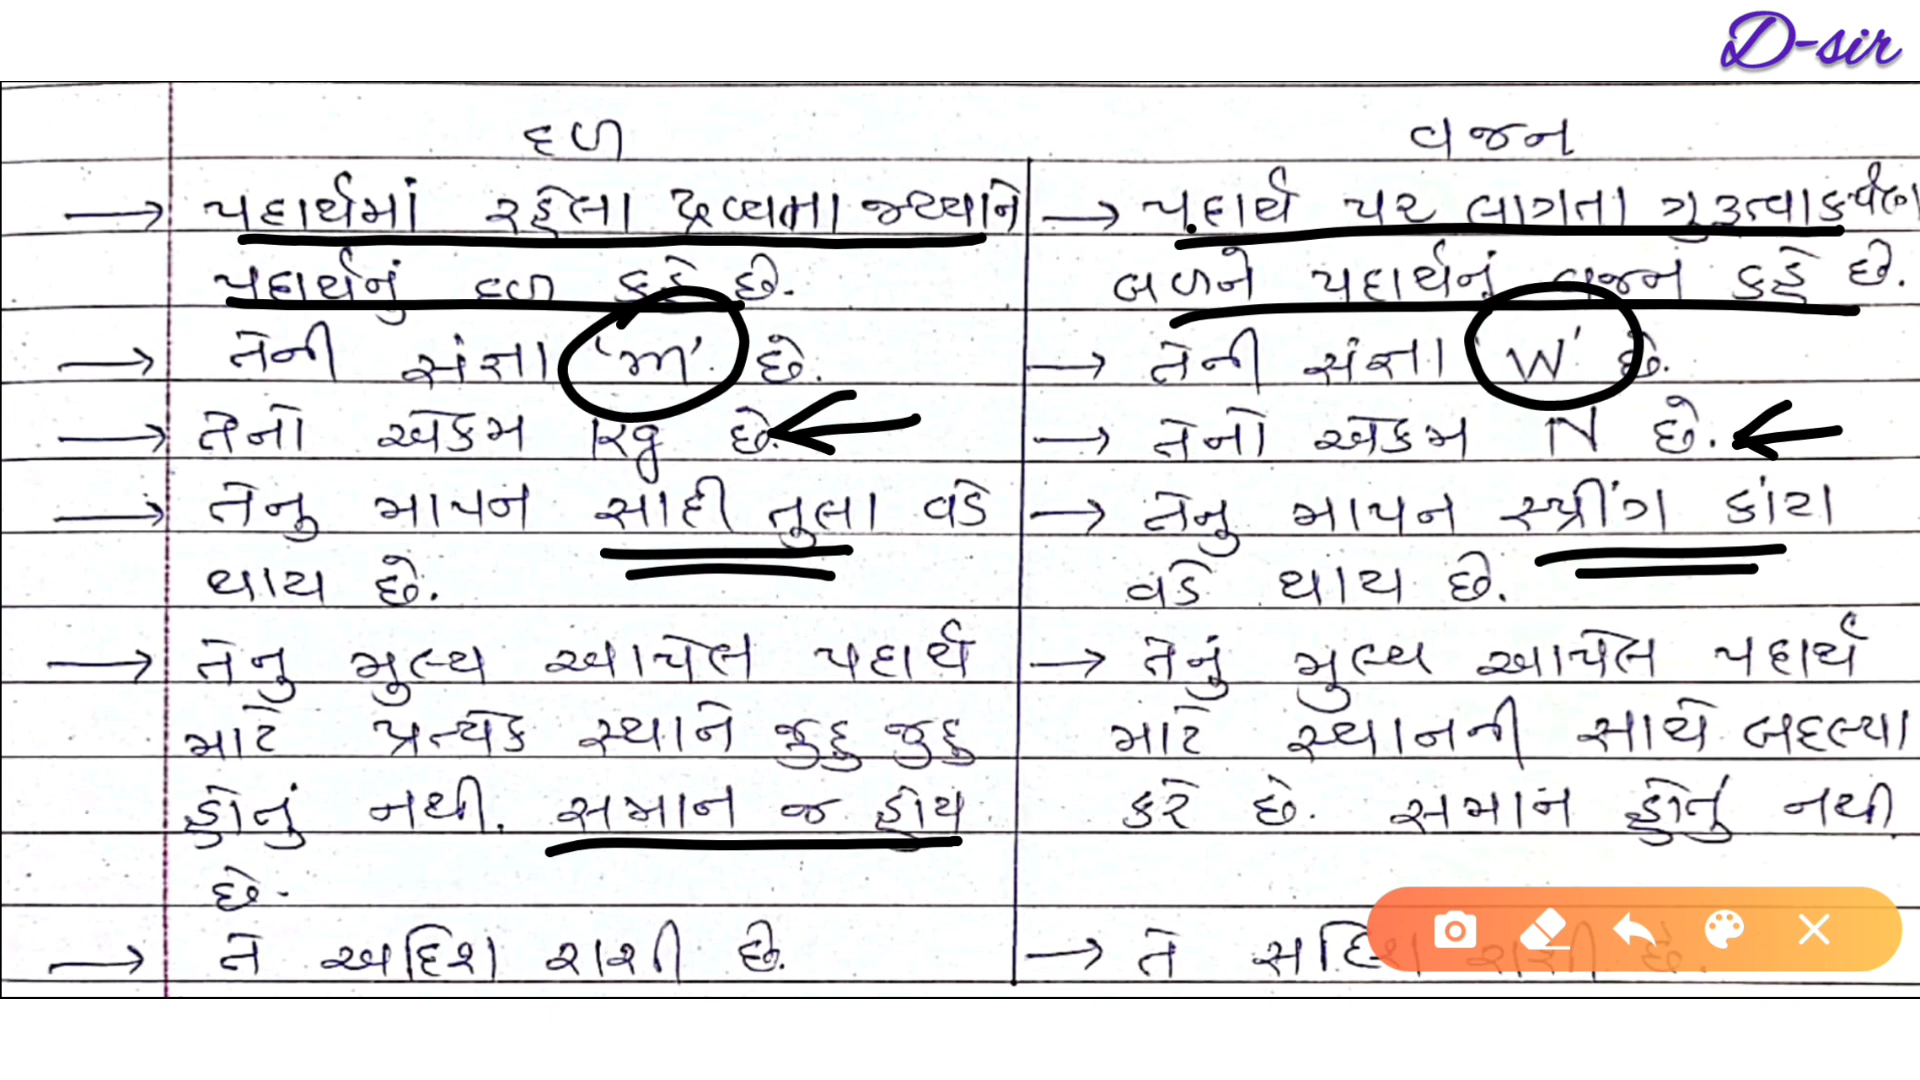 D-sir
દળ
→ પદાર્થમાં રહેલા દ્રવ્યના જથ્થાને
પદાર્થનું દળ કહે છે.
→ તેની સંજ્ઞા 'm' છે.
→ તેનો એકમ kg છે.
→ તેનુ માપન સાદી તુલા વડે
થાય છે.
→ તેનુ મુલ્ય આપેલ પદાર્થ
માટે પ્રત્યેક સ્થાને જુદુ જુદુ
હોતું નથી. સમાન જ હોય
છે.
→ તે અદિશ રાશી છે.
વજન
→ પદાર્થ પર લાગતા ગુરુત્વાકર્ષણ
બળને પદાર્થનું વજન કહે છે.
→ તેની સંજ્ઞા 'W' છે.
→ તેનો એકમ N છે.
→ તેનુ માપન સ્પ્રીંગ કાંટા
વડે થાય છે.
→ તેનું મુલ્ય આપેલ પદાર્થ
માટે સ્થાનની સાથે બદલ્યા
કરે છે. સમાન હોતું નથી.
→ તે સદિશ રાશી છે.